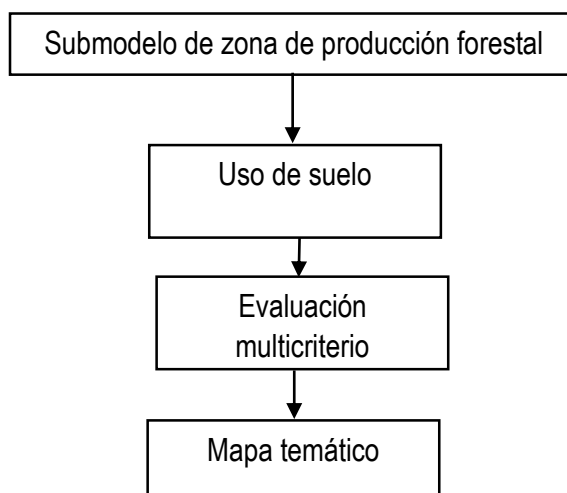 Submodelo de zona de producción forestal
Uso de suelo
Evaluación
multicriterio
Mapa temático